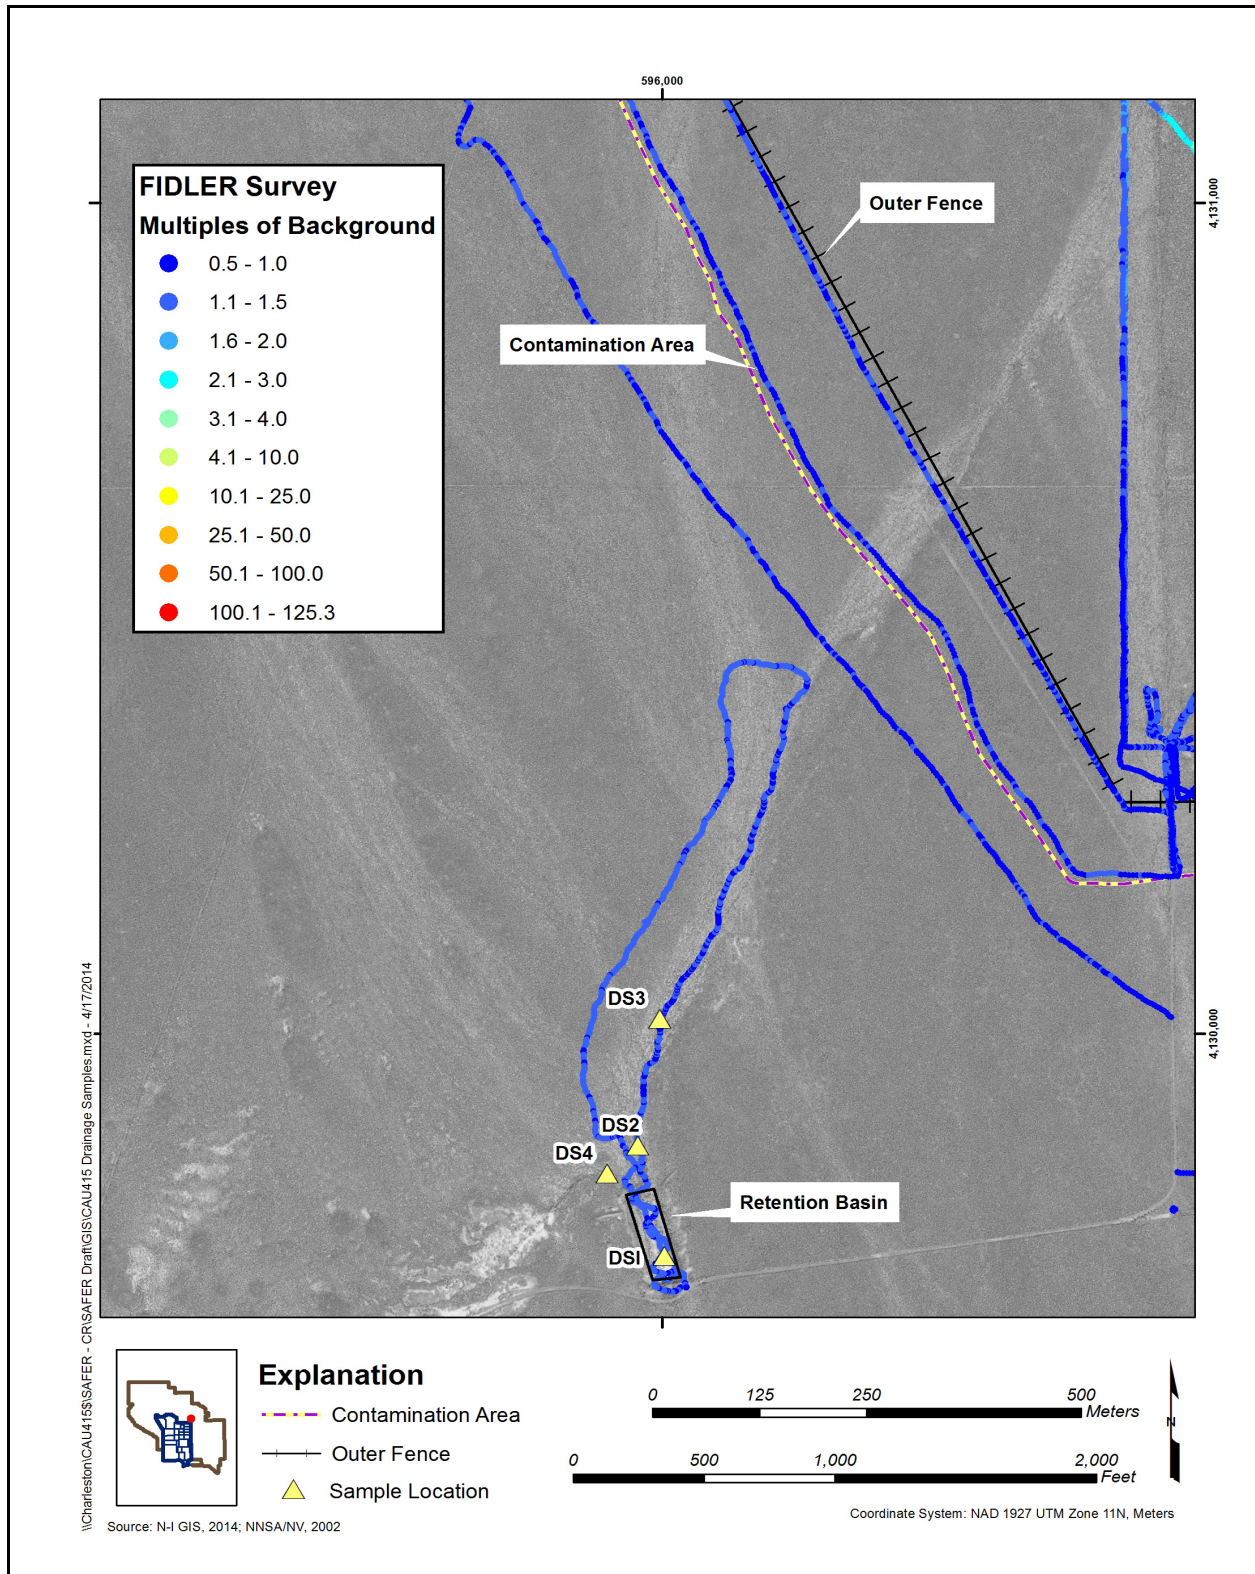 596,000
FIDLER Survey
Multiples of Background
0.5 - 1.0
1.1 - 1.5
1.6 - 2.0
2.1 - 3.0
3.1 - 4.0
4.1 - 10.0
10.1 - 25.0
25.1 - 50.0
50.1 - 100.0
100.1 - 125.3
Outer Fence
4,131,000
Contamination Area
DS3
4,130,000
DS2
DS4
Retention Basin
DSI
\\Charleston\CAU415$\SAFER - CR\SAFER Draft\GIS\CAU415 Drainage Samples.mxd - 4/17/2014
Explanation
Contamination Area
Outer Fence
Sample Location
0 125 250 500
Meters
0 500 1,000 2,000
Feet
N
Source: N-I GIS, 2014; NNSA/NV, 2002
Coordinate System: NAD 1927 UTM Zone 11N, Meters